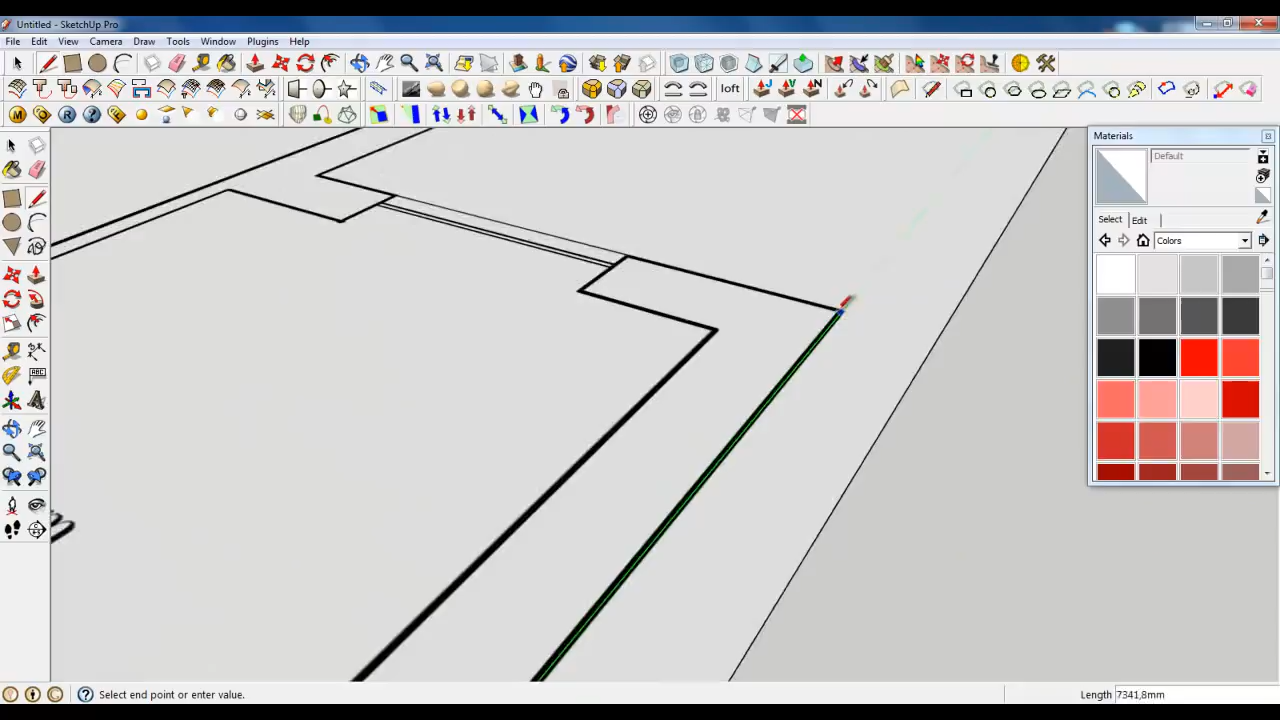 Untitled - SketchUp Pro
File Edit View Camera Draw Tools Window Plugins Help
loft
Materials
Default
Select Edit
Colors
Select end point or enter value.
Length 7341,8mm